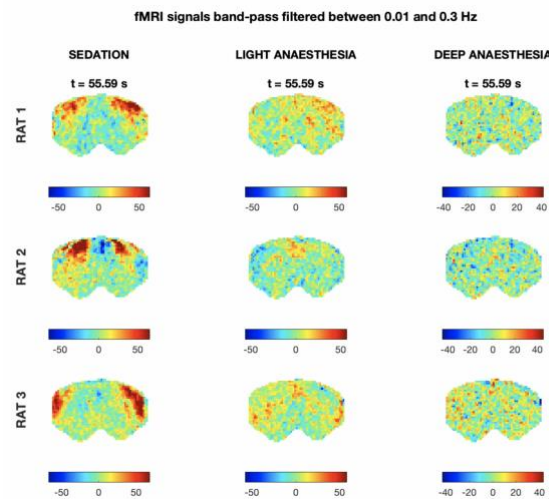 fMRI signals band-pass filtered between 0.01 and 0.3 Hz
SEDATION LIGHT ANAESTHESIA DEEP ANAESTHESIA
t = 55.59 s t = 55.59 s t = 55.59 s
RAT 1
-50 0 50 -50 0 50 -40 -20 0 20 40
RAT 2
-50 0 50 -50 0 50 -40 -20 0 20 40
RAT 3
-50 0 50 -50 0 50 -40 -20 0 20 40